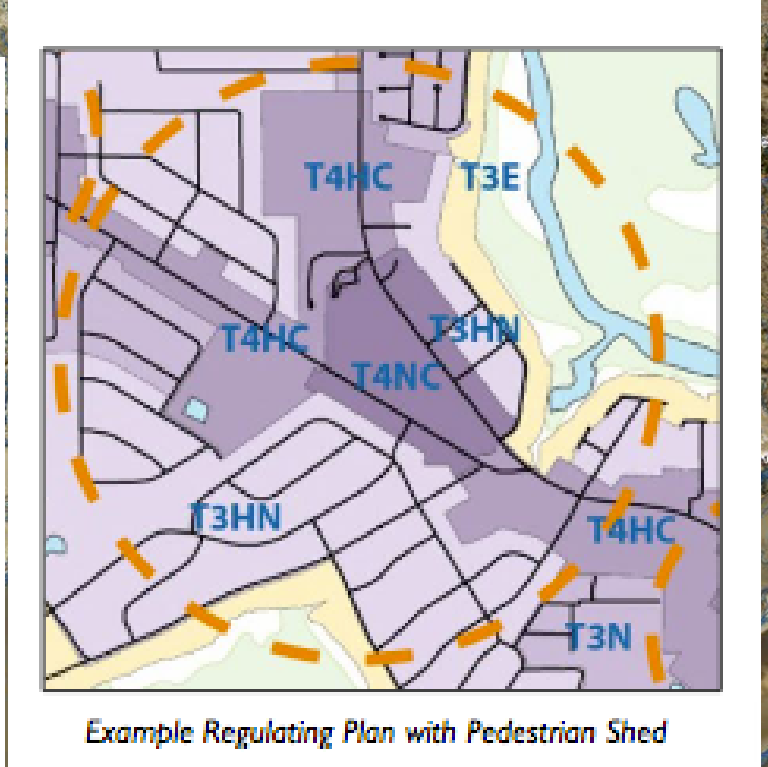 T4HC
T3E
T4HC
T3HN
T4NC
T3HN
T4HC
T3N
Example Regulating Plan with Pedestrian Shed